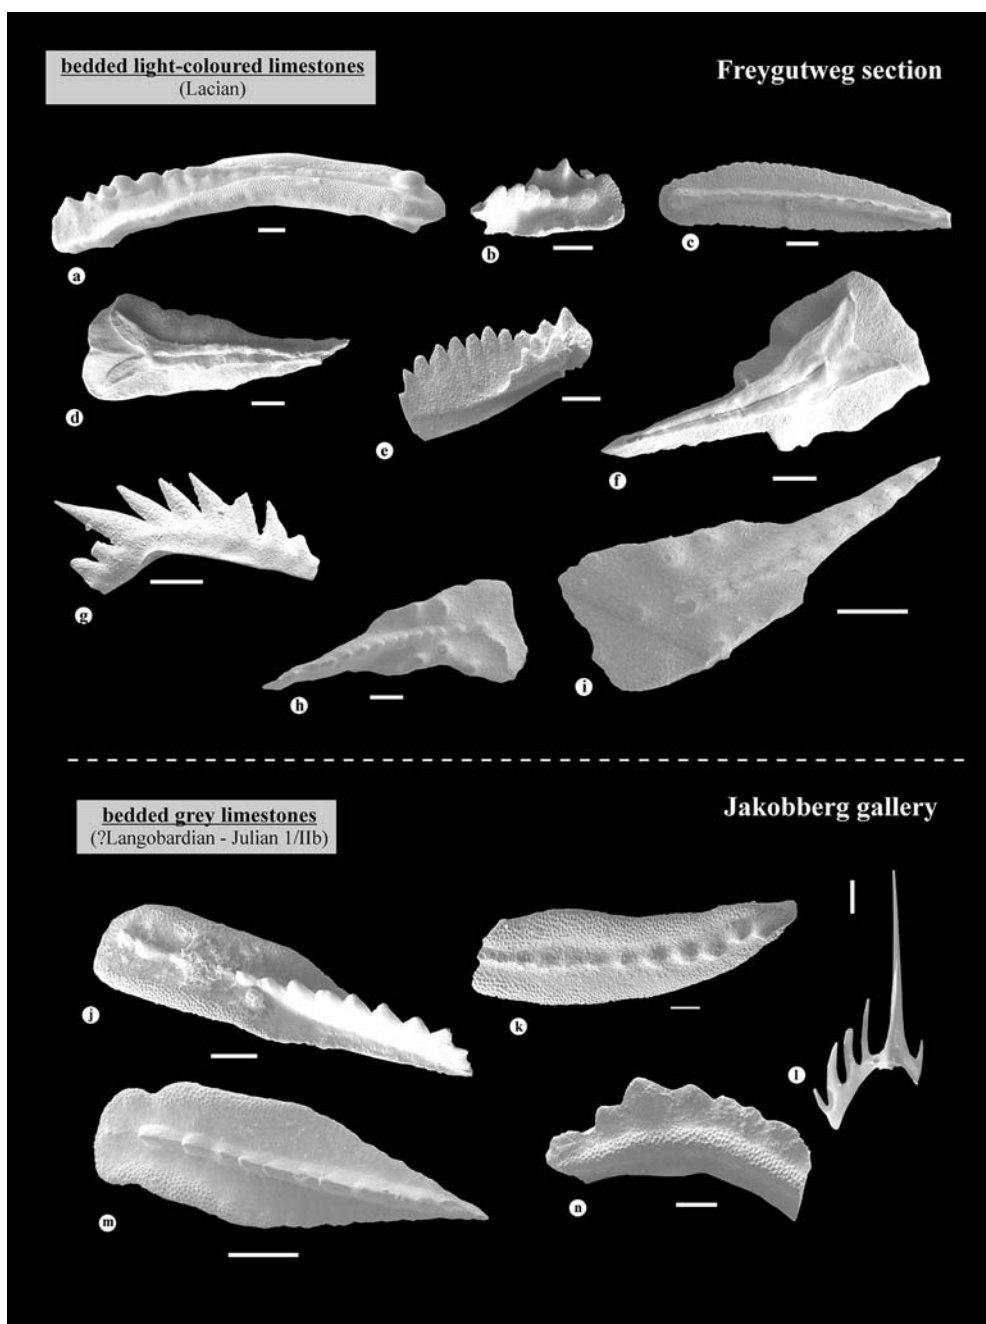 bedded light-coloured limestones
(Lacian)
Freygutweg section
a
b
c
d
e
f
g
h
i
bedded grey limestones
(?Langobardian - Julian 1/IIb)
Jakobberg gallery
j
k
l
m
n